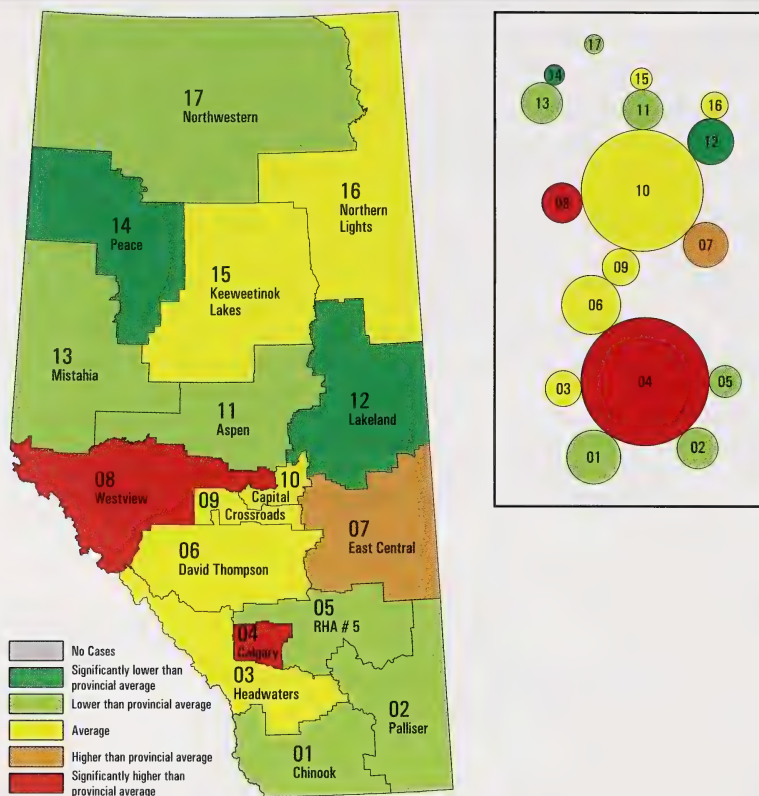 17
Northwestern
16
Northern
Lights
14
Peace
15
Keeweetinok
Lakes
13
Mistahia
12
Lakeland
11
Aspen
08
Westview
10
Capital
09
Crossroads
07
East Central
06
David Thompson
05
RHA # 5
04
Calgary
03
Headwaters
02
Palliser
01
Chinook
No Cases
Significantly lower than
provincial average
Lower than provincial average
Average
Higher than provincial average
Significantly higher than
provincial average
17
14
15
13
11
16
12
10
08
07
09
06
04
03
05
01
02